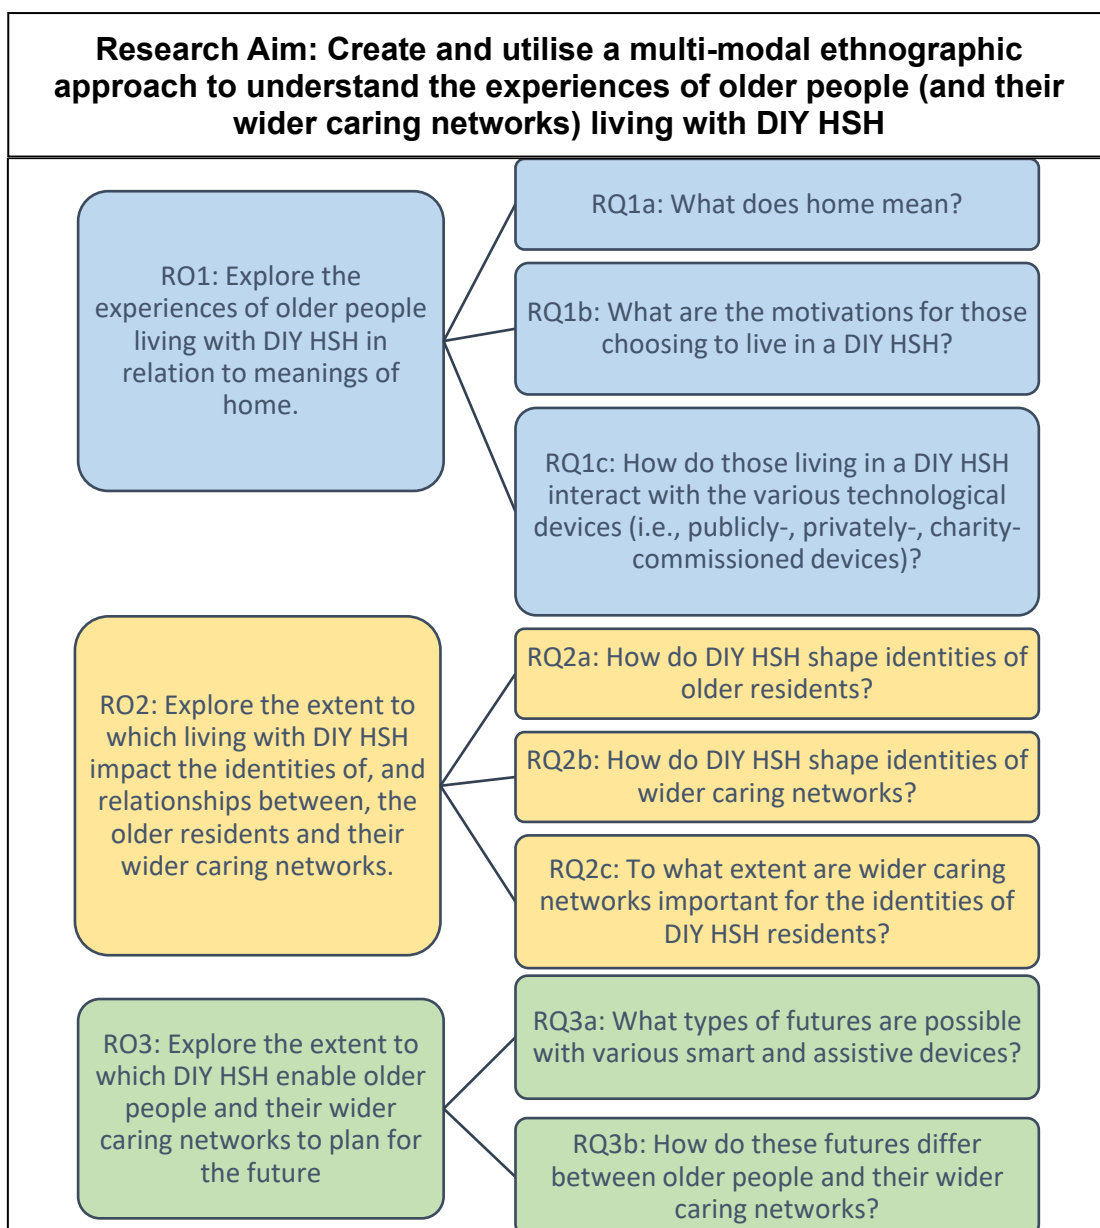 Research Aim: Create and utilise a multi-modal ethnographic
approach to understand the experiences of older people (and their
wider caring networks) living with DIY HSH
RO1: Explore the
experiences of older people
living with DIY HSH in
relation to meanings of
home.
RQ1a: What does home mean?
RQ1b: What are the motivations for those
choosing to live in a DIY HSH?
RQ1c: How do those living in a DIY HSH
interact with the various technological
devices (i.e., publicly-, privately-, charity-
commissioned devices)?
RO2: Explore the extent to
which living with DIY HSH
impact the identities of, and
relationships between, the
older residents and their
wider caring networks.
RQ2a: How do DIY HSH shape identities of
older residents?
RQ2b: How do DIY HSH shape identities of
wider caring networks?
RQ2c: To what extent are wider caring
networks important for the identities of
DIY HSH residents?
RO3: Explore the extent to
which DIY HSH enable older
people and their wider
caring networks to plan for
the future
RQ3a: What types of futures are possible
with various smart and assistive devices?
RQ3b: How do these futures differ
between older people and their wider
caring networks?